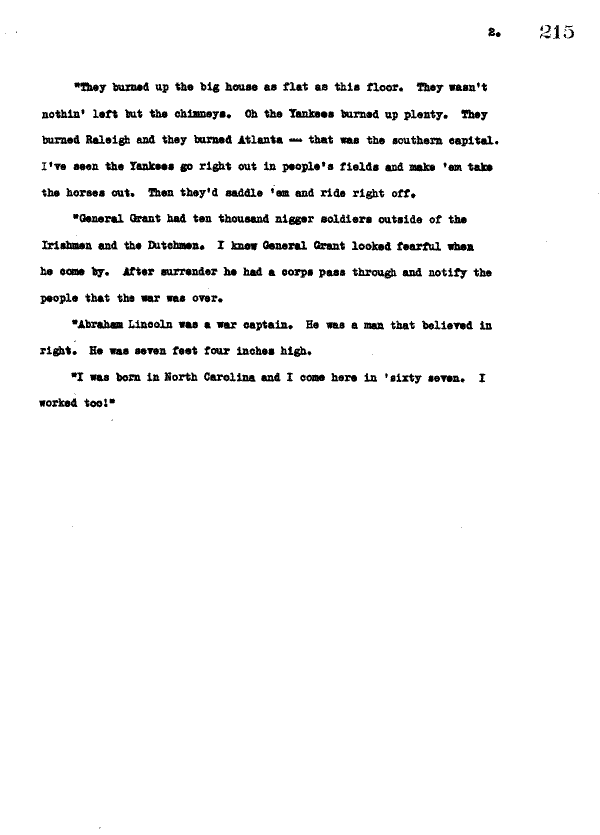 2. 215
"They burned up the big house as flat as this floor. They wasn't
nothin' left but the chimneys. Oh the Yankees burned up plenty. They
burned Raleigh and they burned Atlanta — that was the southern capital.
I've seen the Yankees go right out in people's fields and make 'em take
the horses out. Then they'd saddle 'em and ride right off.
"General Grant had ten thousand nigger soldiers outside of the
Irishmen and the Dutchmen. I know General Grant looked fearful when
he come by. After surrender he had a corps pass through and notify the
people that the war was over.
"Abraham Lincoln was a war captain. He was a man that believed in
right. He was seven feet four inches high.
"I was born in North Carolina and I come here in 'sixty seven. I
worked too!"